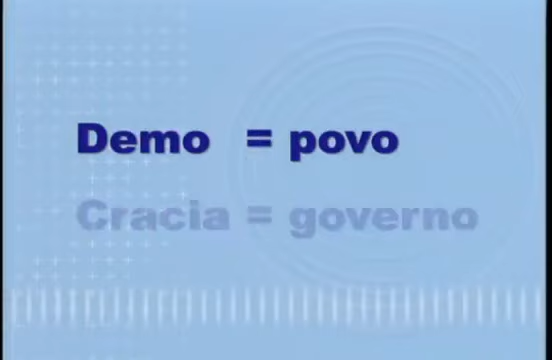 Demo = povo
Cracia = governo